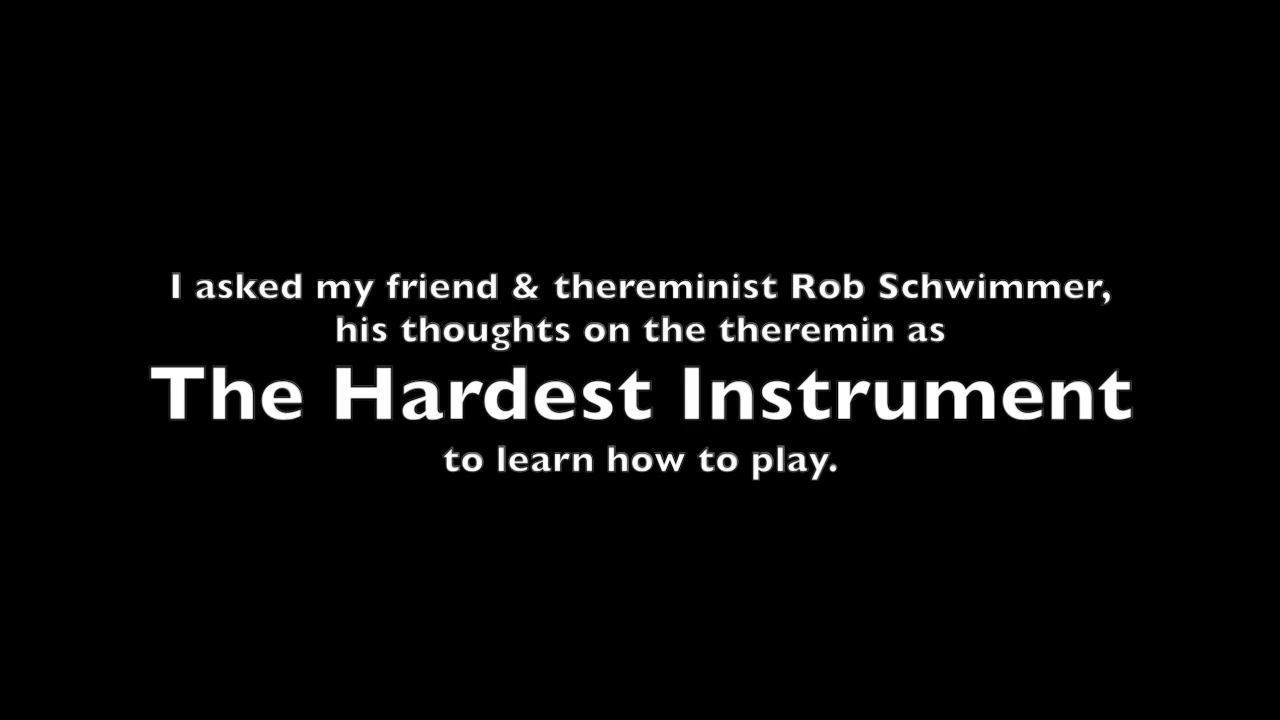 I asked my friend & thereminist Rob Schwimmer,
his thoughts on the theremin as
The Hardest Instrument
to learn how to play.